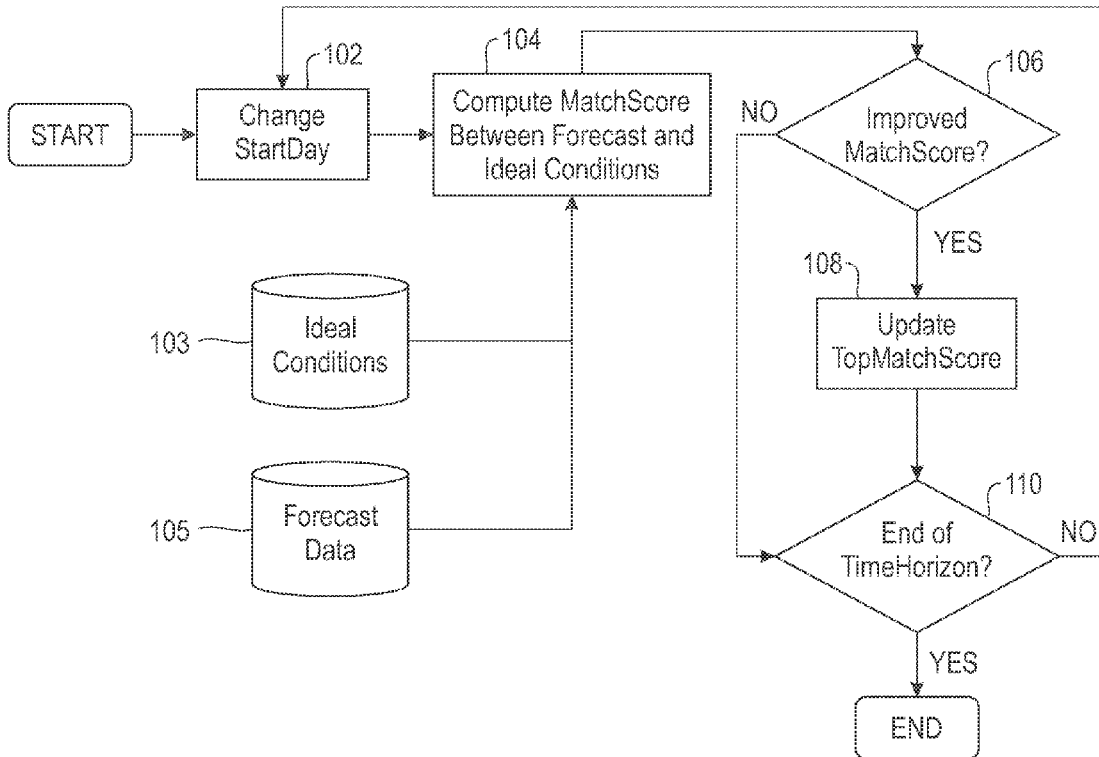 START
102
Change
StartDay
104
Compute MatchScore
Between Forecast and
Ideal Conditions
106
Improved
MatchScore?
NO
YES
108
Update
TopMatchScore
103
Ideal
Conditions
105
Forecast
Data
110
End of
TimeHorizon?
NO
YES
END